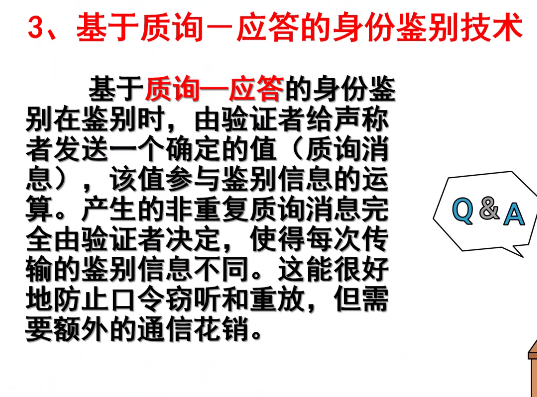 3、基于质询－应答的身份鉴别技术
基于质询—应答的身份鉴
别在鉴别时，由验证者给声称
者发送一个确定的值（质询消
息），该值参与鉴别信息的运
算。产生的非重复质询消息完
全由验证者决定，使得每次传
输的鉴别信息不同。这能很好
地防止口令窃听和重放，但需
要额外的通信花销。
Q & A